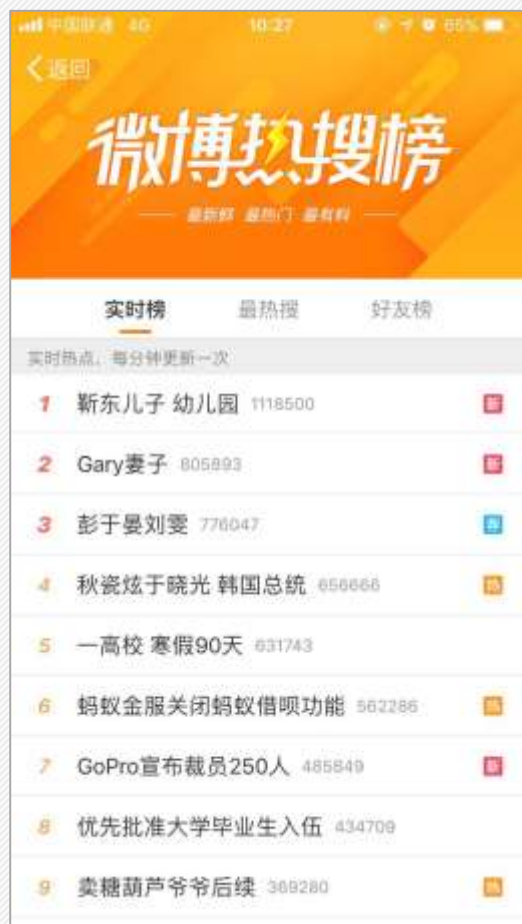 中国联通 4G 10:27 65%
返回
微博热搜榜
最新鲜 最热门 最有料
实时榜 最热搜 好友榜
实时热点，每分钟更新一次
1 靳东儿子 幼儿园 1118500 新
2 Gary妻子 805893 新
3 彭于晏刘雯 776047 荐
4 秋瓷炫于晓光 韩国总统 656666 热
5 一高校 寒假90天 631743
6 蚂蚁金服关闭蚂蚁借呗功能 562286 热
7 GoPro宣布裁员250人 485849 新
8 优先批准大学毕业生入伍 434709
9 卖糖葫芦爷爷后续 369280 热